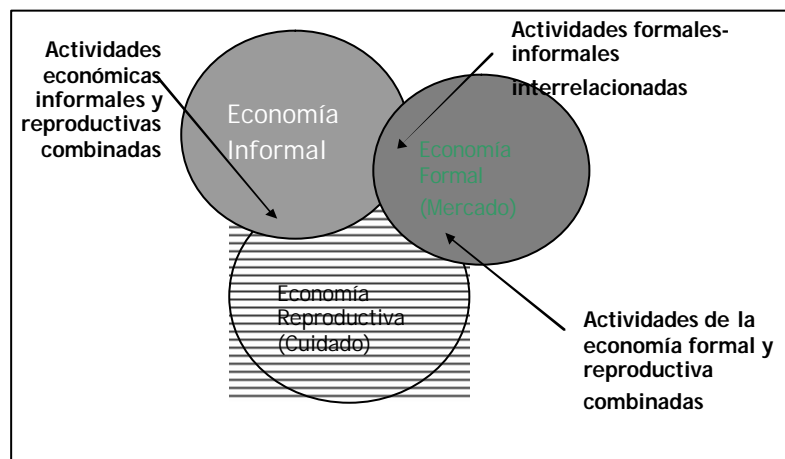 Actividades
económicas
informales y
reproductivas
combinadas
Actividades formales-
informales
interrelacionadas
Economía
Informal
Economía
Formal
(Mercado)
Economía
Reproductiva
(Cuidado)
Actividades de la
economía formal y
reproductiva
combinadas